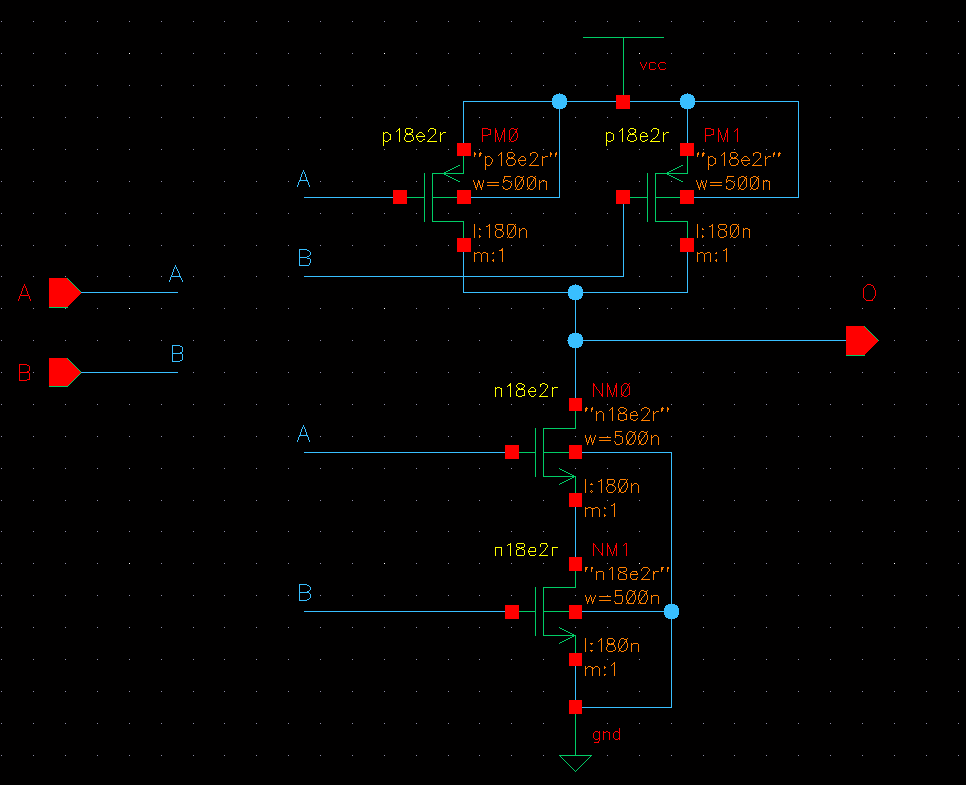 vcc
p18e2r
PM0
"p18e2r"
w=500n
l:180n
m:1
p18e2r
PM1
"p18e2r"
w=500n
l:180n
m:1
A
B
A
A
B
B
O
n18e2r
NM0
"n18e2r"
w=500n
l:180n
m:1
A
n18e2r
NM1
"n18e2r"
w=500n
l:180n
m:1
B
gnd